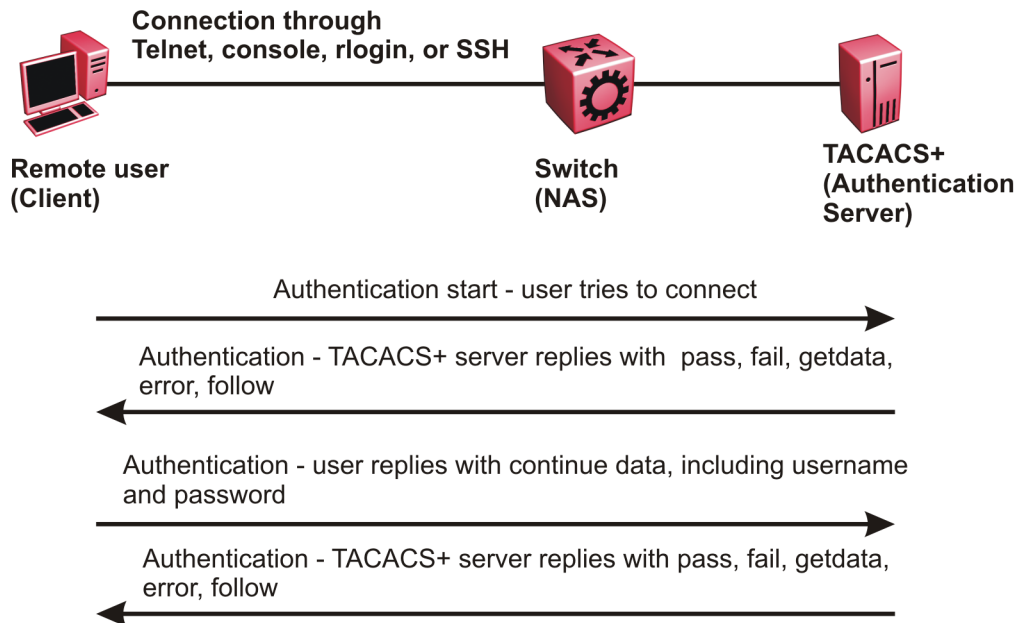 Connection through
Telnet, console, rlogin, or SSH
Remote user
(Client)
Switch
(NAS)
TACACS+
(Authentication
Server)
Authentication start - user tries to connect
Authentication - TACACS+ server replies with  pass, fail, getdata,
error, follow
Authentication - user replies with continue data, including username
and password
Authentication - TACACS+ server replies with pass, fail, getdata,
error, follow